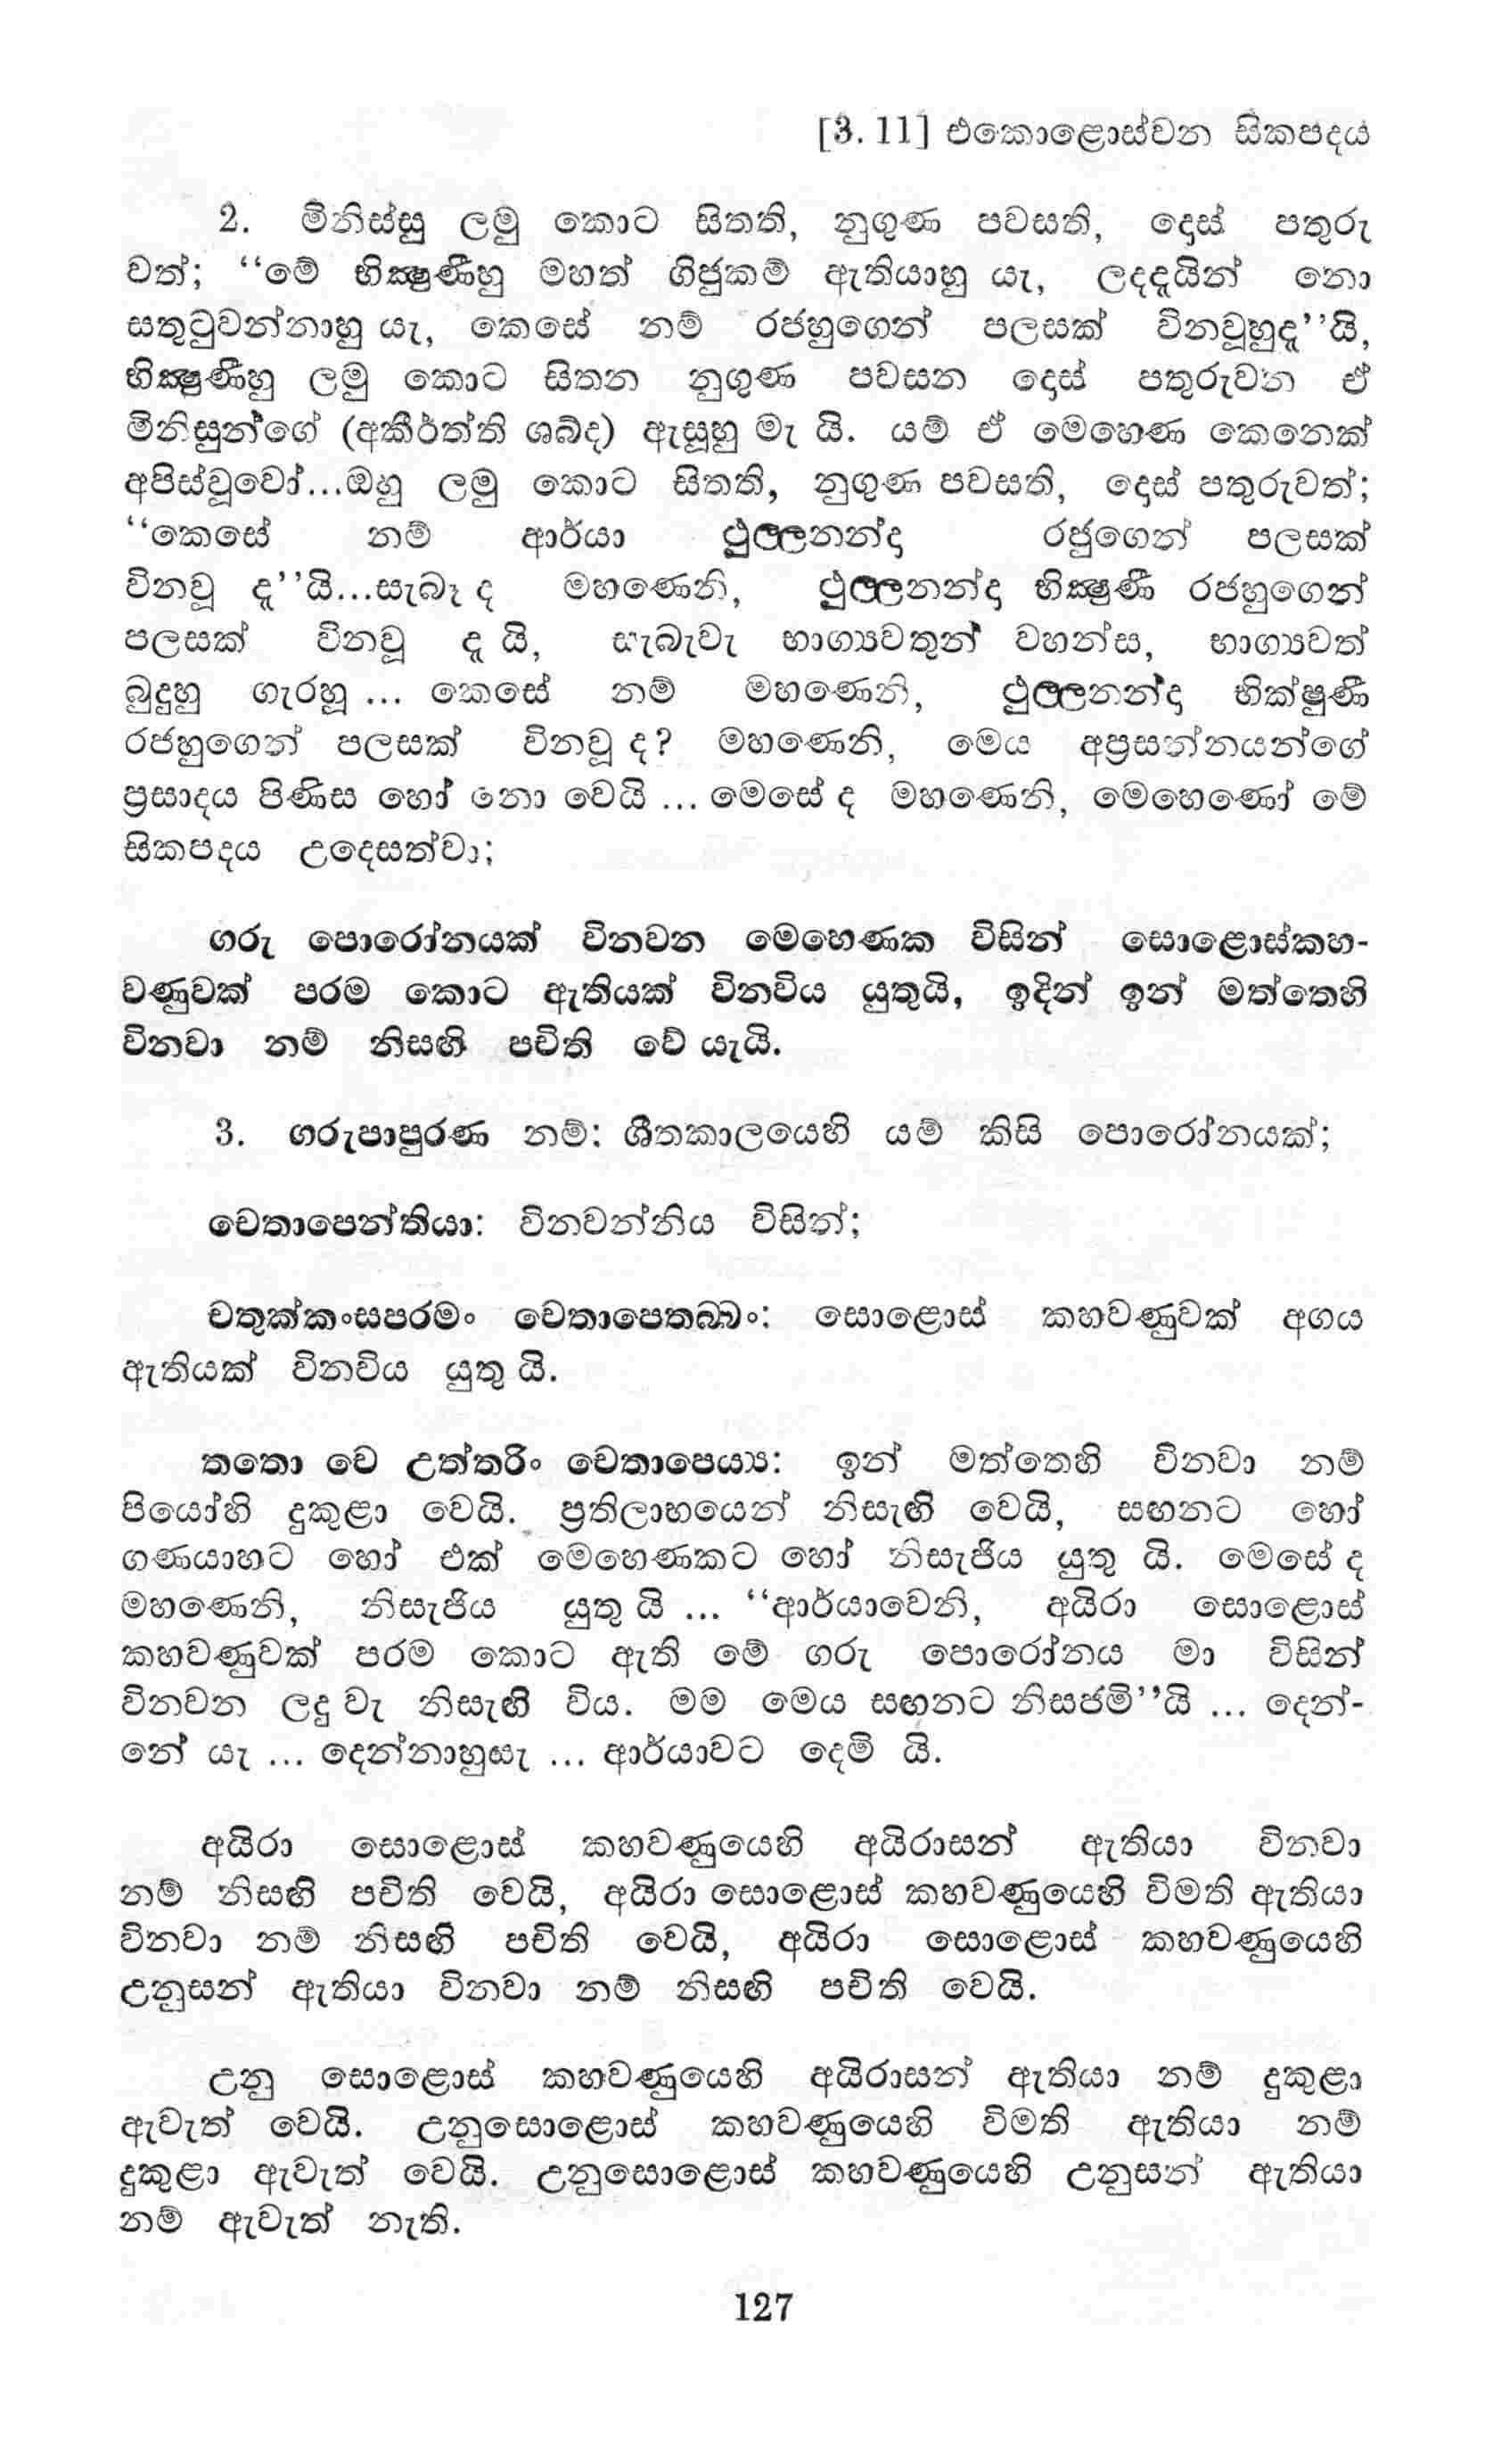 [3. 11] එකොළොස්වන සිකපදය
2. මිනිස්සු ලමු කොට සිතති, නුගුණ පවසති, දොස් පතුරු
වත්; “මේ භික්‍ෂුණීහු මහත් ගිජුකම් ඇතියාහු යැ, ලදදැයින් නො
සතුටුවන්නාහු යැ, කෙසේ නම් රජහුගෙන් පලසක් විනවූහුදැ”යි,
භික්‍ෂුණීහු ලමු කොට සිතන නුගුණ පවසන දොස් පතුරුවන ඒ
මිනිසුන්ගේ (අකීර්ත්ති ශබ්ද) ඇසූහු මැ යි. යම් ඒ මෙහෙණ කෙනෙක්
අපිස්වූවෝ...ඔහු ලමු කොට සිතති, නුගුණ පවසති, දොස් පතුරුවත්;
“කෙසේ නම් ආර්යා ථුල්ලනන්දා රජුගෙන් පලසක්
විනවූ දැ”යි...සැබෑ ද මහණෙනි, ථුල්ලනන්දා භික්‍ෂුණී රජහුගෙන්
පලසක් විනවූ දැ යි, සැබැවැ භාග්‍යවතුන් වහන්ස, භාග්‍යවත්
බුදුහු ගැරහූ ... කෙසේ නම් මහණෙනි, ථුල්ලනන්දා භික්ෂුණී
රජහුගෙන් පලසක් විනවූ ද? මහණෙනි, මෙය අප්‍රසන්නයන්ගේ
ප්‍රසාදය පිණිස හෝ නො වෙයි ... මෙසේ ද මහණෙනි, මෙහෙණෝ මේ
සිකපදය උදෙසත්වා;
ගරු පොරෝනයක් විනවන මෙහෙණක විසින් සොළොස්කහ-
වණුවක් පරම කොට ඇතියක් විනවිය යුතුයි, ඉදින් ඉන් මත්තෙහි
විනවා නම් නිසඟි පචිති වේ යැයි.
3. ගරුපාපුරණ නම්: ශීතකාලයෙහි යම් කිසි පොරෝනයක්;
චෙතාපෙන්තියා: විනවන්නිය විසින්;
චතුක්කංසපරමං චෙතාපෙතබ්බං: සොළොස් කහවණුවක් අගය
ඇතියක් විනවිය යුතු යි.
තතො චෙ උත්තරිං චෙතාපෙය්‍ය: ඉන් මත්තෙහි විනවා නම්
පියෝහි දුකුළා වෙයි. ප්‍රතිලාභයෙන් නිසැඟි වෙයි, සඟනට හෝ
ගණයාහට හෝ එක් මෙහෙණකට හෝ නිසැජිය යුතු යි. මෙසේ ද
මහණෙනි, නිසැජිය යුතු යි ... “ආර්යාවෙනි, අයිරා සොළොස්
කහවණුවක් පරම කොට ඇති මේ ගරු පොරෝනය මා විසින්
විනවන ලදු වැ නිසැඟි විය. මම මෙය සඟනට නිසජමි”යි ... දෙන්-
නේ යැ ... දෙන්නාහුයැ ... ආර්යාවට දෙමි යි.
අයිරා සොළොස් කහවණුයෙහි අයිරාසන් ඇතියා විනවා
නම් නිසඟි පචිති වෙයි, අයිරා සොළොස් කහවණුයෙහි විමති ඇතියා
විනවා නම් නිසඟි පචිති වෙයි, අයිරා සොළොස් කහවණුයෙහි
උනුසන් ඇතියා විනවා නම් නිසඟි පචිති වෙයි.
උනු සොළොස් කහවණුයෙහි අයිරාසන් ඇතියා නම් දුකුළා
ඇවැත් වෙයි. උනුසොළොස් කහවණුයෙහි විමති ඇතියා නම්
දුකුළා ඇවැත් වෙයි. උනුසොළොස් කහවණුයෙහි උනුසන් ඇතියා
නම් ඇවැත් නැති.
127